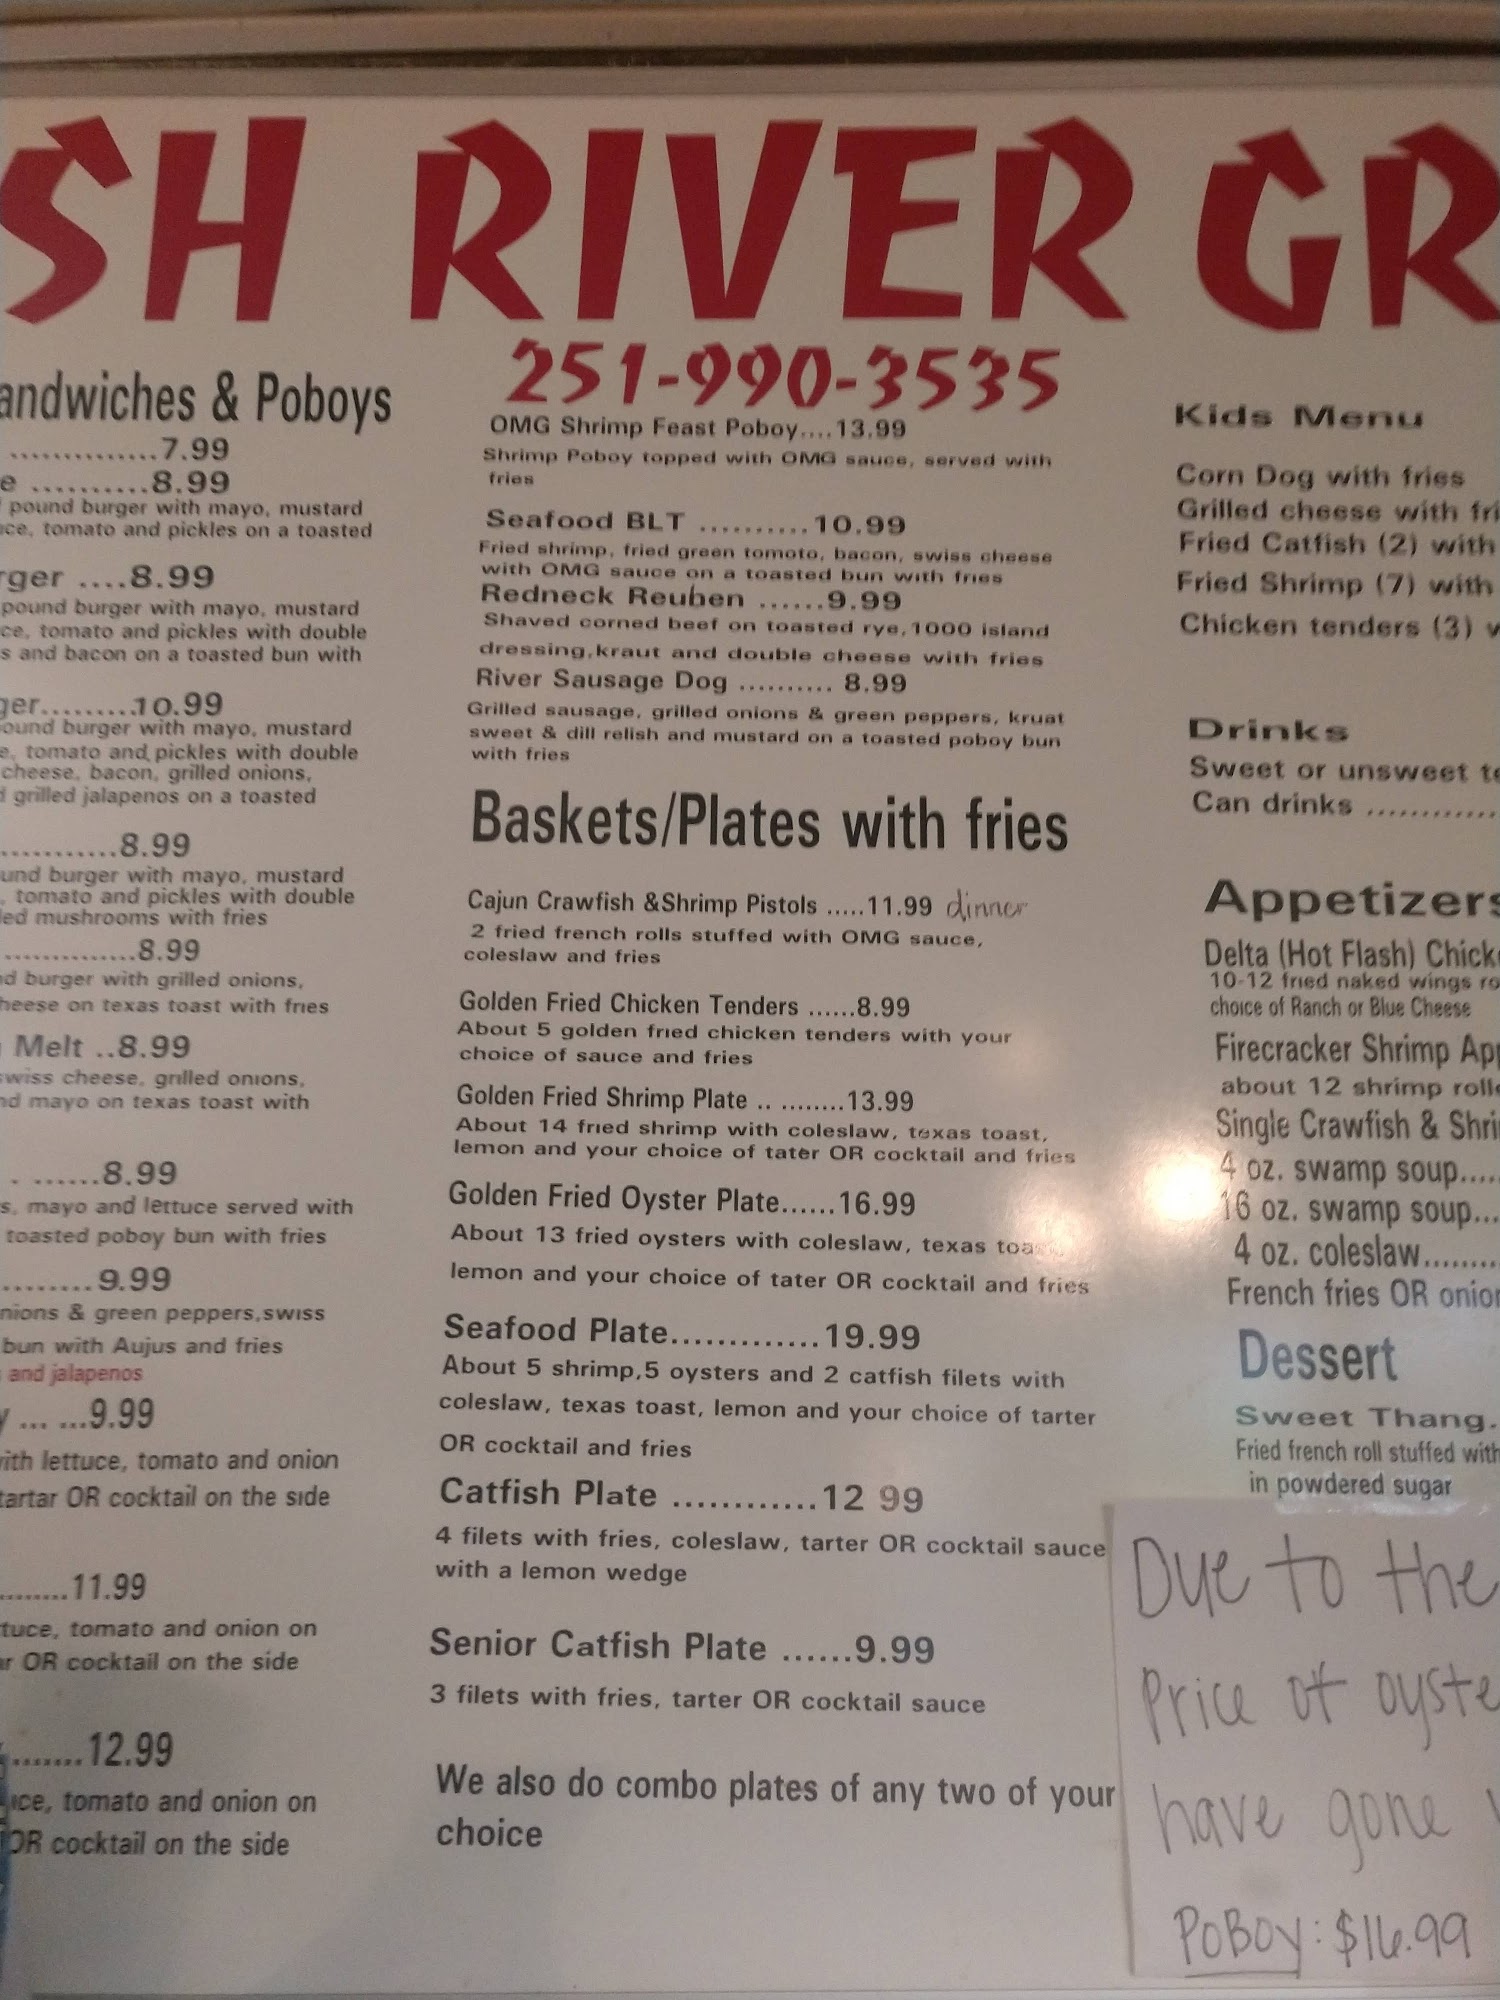 SH RIVER GR
251-990-3535
andwiches & Poboys
..............7.99
e ..........8.99
pound burger with mayo, mustard
ce, tomato and pickles on a toasted
rger ....8.99
pound burger with mayo, mustard
ce, tomato and pickles with double
s and bacon on a toasted bun with
ger.........10.99
ound burger with mayo, mustard
e, tomato and pickles with double
cheese, bacon, grilled onions,
d grilled jalapenos on a toasted
...........8.99
und burger with mayo, mustard
, tomato and pickles with double
led mushrooms with fries
.............8.99
d burger with grilled onions,
heese on texas toast with fries
Melt ..8.99
swiss cheese, grilled onions,
nd mayo on texas toast with
. ......8.99
s, mayo and lettuce served with
toasted poboy bun with fries
.........9.99
nions & green peppers,swiss
bun with Aujus and fries
and jalapenos
y ... ...9.99
ith lettuce, tomato and onion
tartar OR cocktail on the side
........11.99
tuce, tomato and onion on
ar OR cocktail on the side
........12.99
uce, tomato and onion on
OR cocktail on the side
OMG Shrimp Feast Poboy....13.99
Shrimp Poboy topped with OMG sauce, served with
fries
Seafood BLT ..........10.99
Fried shrimp, fried green tomoto, bacon, swiss cheese
with OMG sauce on a toasted bun with fries
Redneck Reuben ......9.99
Shaved corned beef on toasted rye,1000 island
dressing,kraut and double cheese with fries
River Sausage Dog .......... 8.99
Grilled sausage, grilled onions & green peppers, kruat
sweet & dill relish and mustard on a toasted poboy bun
with fries
Baskets/Plates with fries
Cajun Crawfish &Shrimp Pistols .....11.99 dinner
2 fried french rolls stuffed with OMG sauce,
coleslaw and fries
Golden Fried Chicken Tenders ......8.99
About 5 golden fried chicken tenders with your
choice of sauce and fries
Golden Fried Shrimp Plate .. ........13.99
About 14 fried shrimp with coleslaw, texas toast,
lemon and your choice of tater OR cocktail and fries
Golden Fried Oyster Plate......16.99
About 13 fried oysters with coleslaw, texas toa
lemon and your choice of tater OR cocktail and fries
Seafood Plate.............19.99
About 5 shrimp,5 oysters and 2 catfish filets with
coleslaw, texas toast, lemon and your choice of tarter
OR cocktail and fries
Catfish Plate ............12 99
4 filets with fries, coleslaw, tarter OR cocktail sauce
with a lemon wedge
Senior Catfish Plate ......9.99
3 filets with fries, tarter OR cocktail sauce
We also do combo plates of any two of your
choice
Kids Menu
Corn Dog with fries
Grilled cheese with fri
Fried Catfish (2) with
Fried Shrimp (7) with
Chicken tenders (3) w
Drinks
Sweet or unsweet te
Can drinks ............
Appetizers
Delta (Hot Flash) Chick
10-12 fried naked wings ro
choice of Ranch or Blue Cheese
Firecracker Shrimp App
about 12 shrimp rolle
Single Crawfish & Shri
4 oz. swamp soup.....
16 oz. swamp soup...
4 oz. coleslaw.........
French fries OR onion
Dessert
Sweet Thang.
Fried french roll stuffed with
in powdered sugar
Due to the
Price of oyste
have gone
POBOY: $16.99